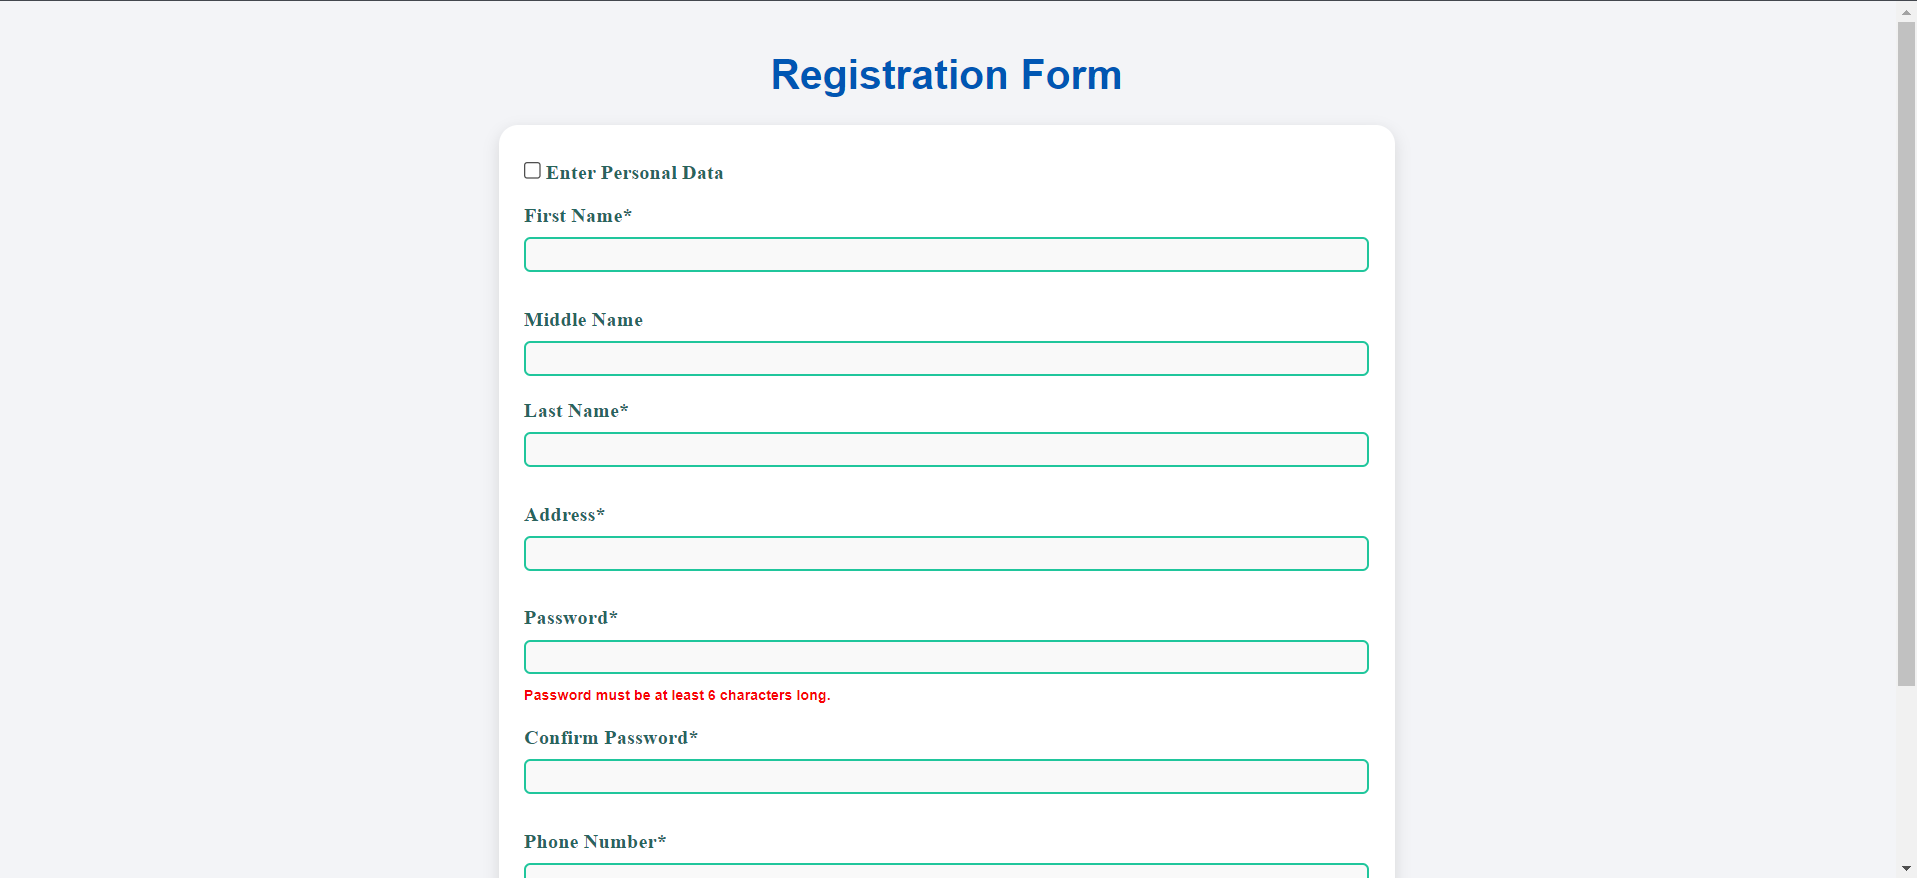 Registration Form
Enter Personal Data
First Name*
Middle Name
Last Name*
Address*
Password*
Password must be at least 6 characters long.
Confirm Password*
Phone Number*